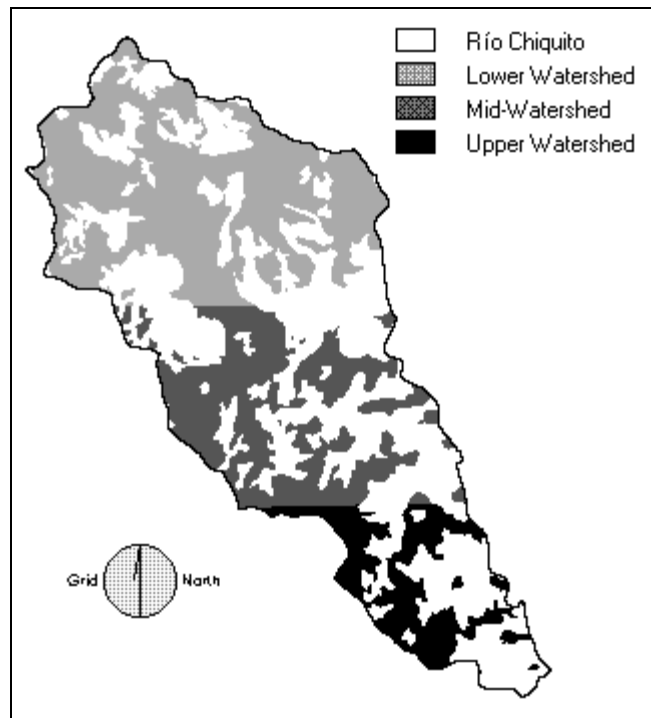 Río Chiquito
Lower Watershed
Mid-Watershed
Upper Watershed
Grid North